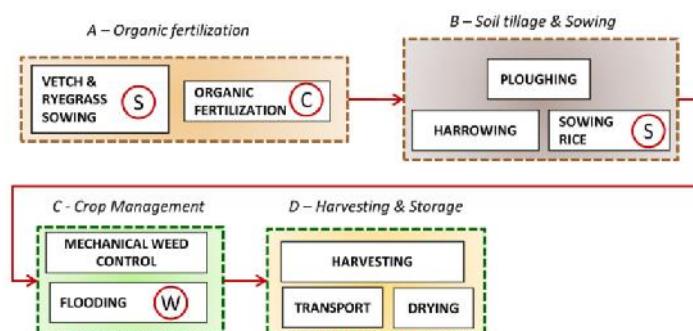 A – Organic fertilization
VETCH &
RYEGRASS
SOWING
S
ORGANIC
FERTILIZATION
C
B – Soil tillage & Sowing
PLOUGHING
HARROWING
SOWING
RICE
S
C - Crop Management
MECHANICAL WEED
CONTROL
FLOODING
W
D – Harvesting & Storage
HARVESTING
TRANSPORT
DRYING